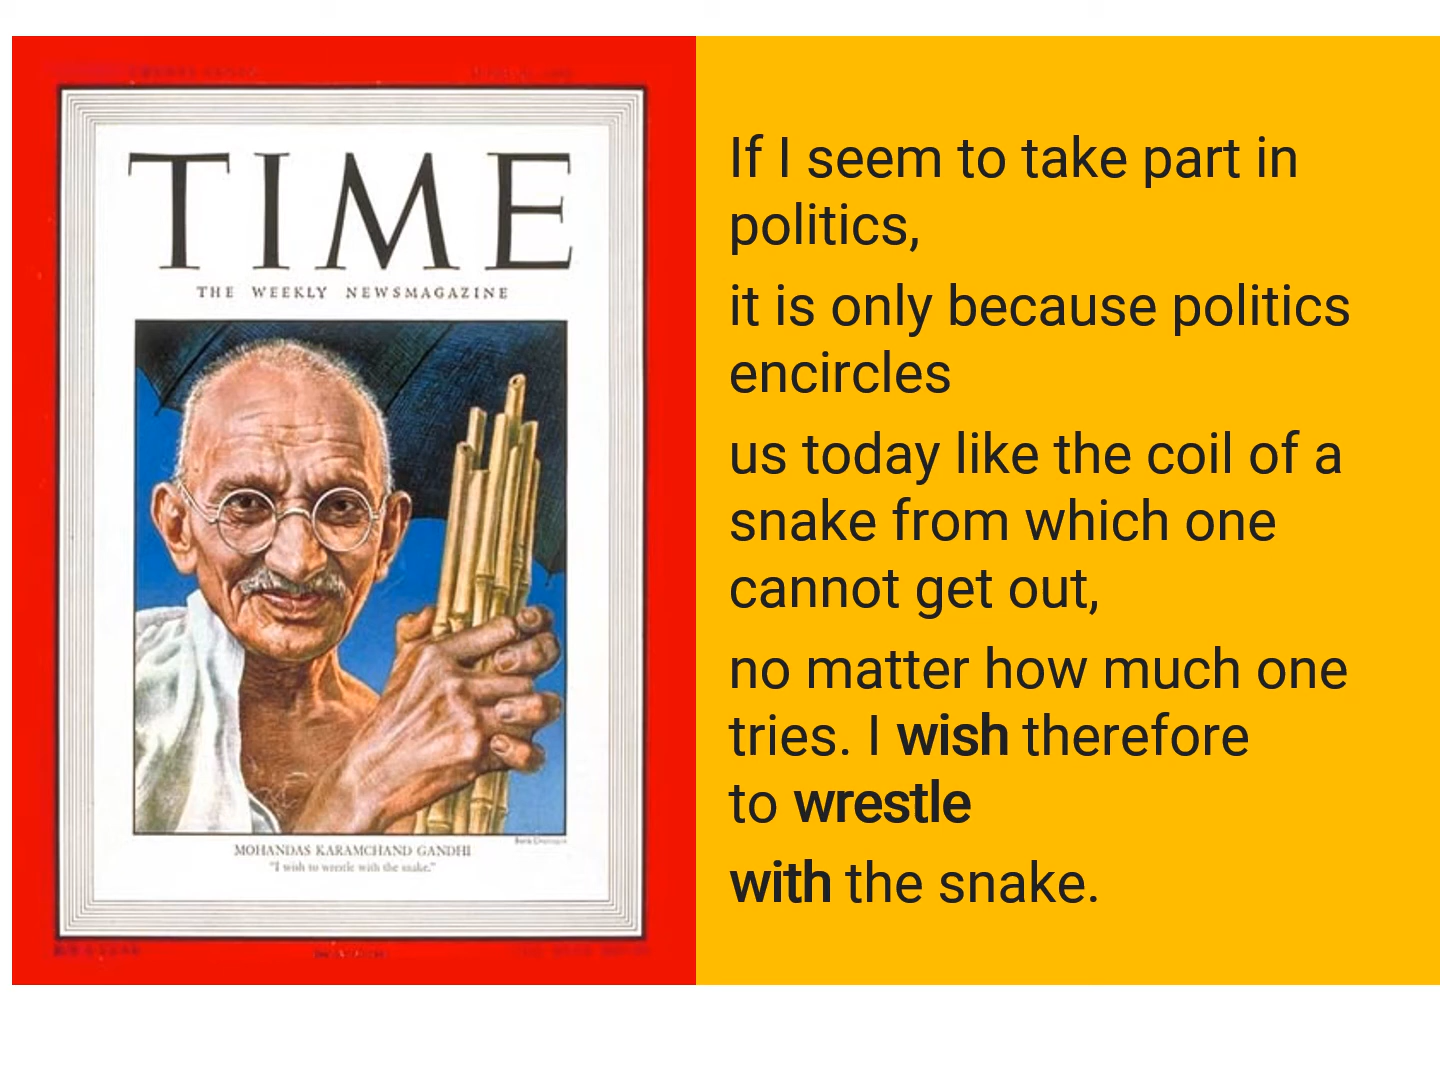 TIME
THE WEEKLY NEWSMAGAZINE
MOHANDAS KARAMCHAND GANDHI
"I wish to wrestle with the snake."
If I seem to take part in
politics,
it is only because politics
encircles
us today like the coil of a
snake from which one
cannot get out,
no matter how much one
tries. I wish therefore
to wrestle
with the snake.